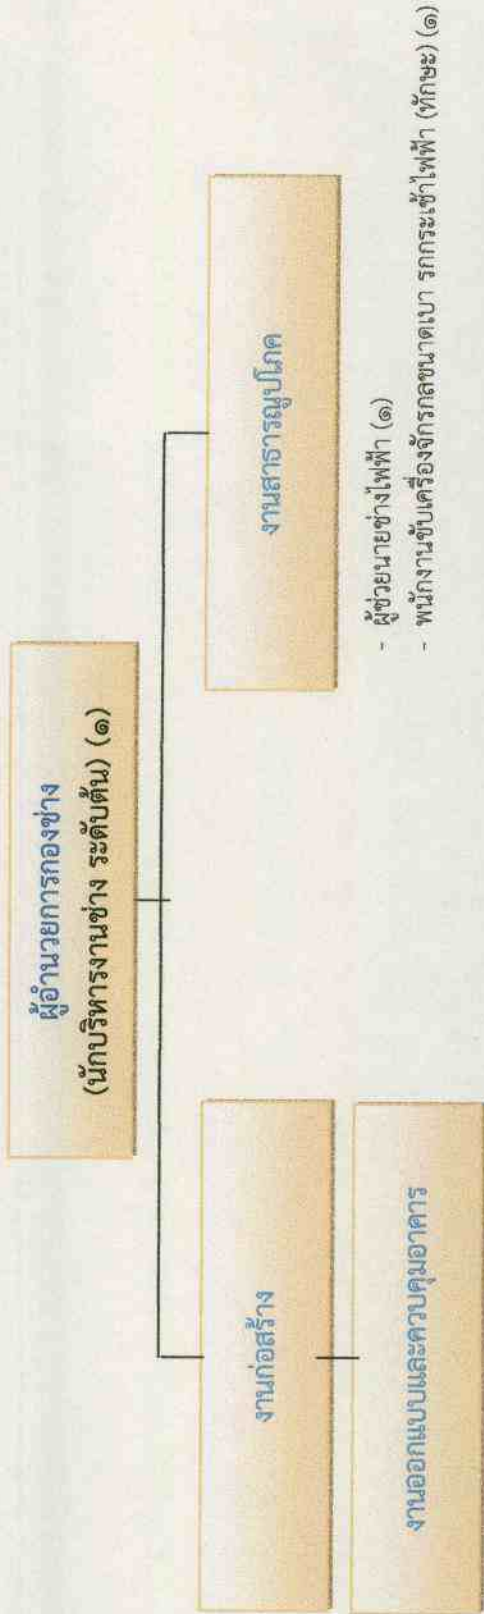 ผู้อำนวยการกองช่าง
(นักบริหารงานช่าง ระดับต้น) (๑)
งานก่อสร้าง
งานออกแบบและควบคุมอาคาร
งานสาธารณูปโภค
- ผู้ช่วยนายช่างไฟฟ้า (๑)
- พนักงานขับเครื่องจักรกลขนาดเบา รถกระเช้าไฟฟ้า (ทักษะ) (๑)